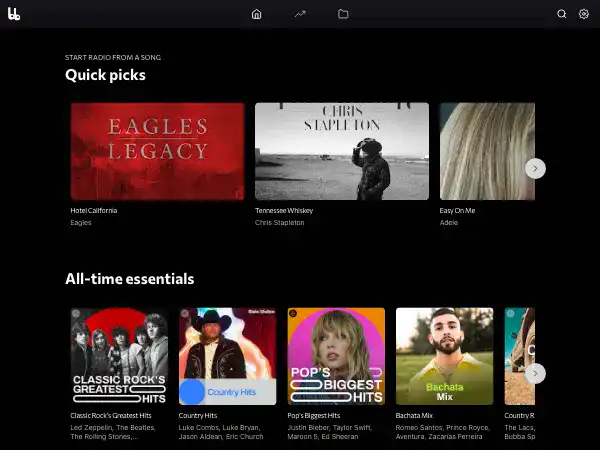 START RADIO FROM A SONG
Quick picks
EAGLES
LEGACY
CHRIS
STAPLETON
Hotel California
Eagles
Tennessee Whiskey
Chris Stapleton
Easy On Me
Adele
All-time essentials
CLASSIC ROCK'S
GREATEST
HITS
Blake Shelton
Country Hits
POP'S
BIGGEST
HITS
Bachata
Mix
Classic Rock's Greatest Hits
Led Zeppelin, The Beatles,
The Rolling Stones,...
Country Hits
Luke Combs, Luke Bryan,
Jason Aldean, Eric Church
Pop's Biggest Hits
Justin Bieber, Taylor Swift,
Maroon 5, Ed Sheeran
Bachata Mix
Romeo Santos, Prince Royce,
Aventura, Zacarias Ferreira
Country R
The Lacs,
Bubba Sp